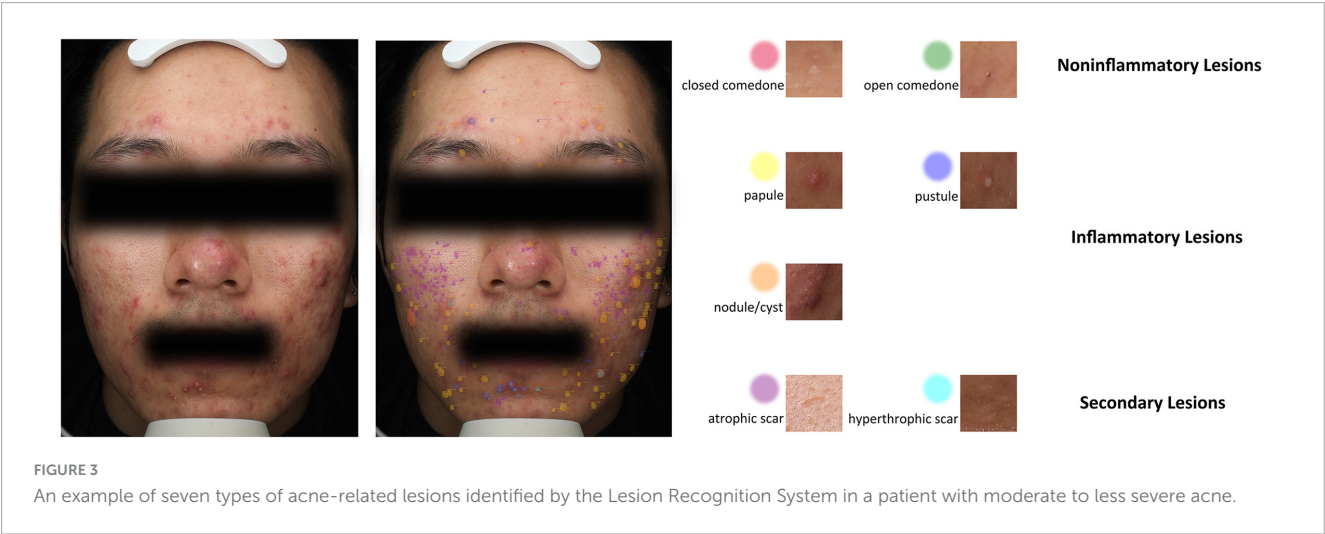 closed comedone
open comedone
Noninflammatory Lesions
papule
pustule
Inflammatory Lesions
nodule/cyst
atrophic scar
hyperthrophic scar
Secondary Lesions
FIGURE 3
An example of seven types of acne-related lesions identified by the Lesion Recognition System in a patient with moderate to less severe acne.